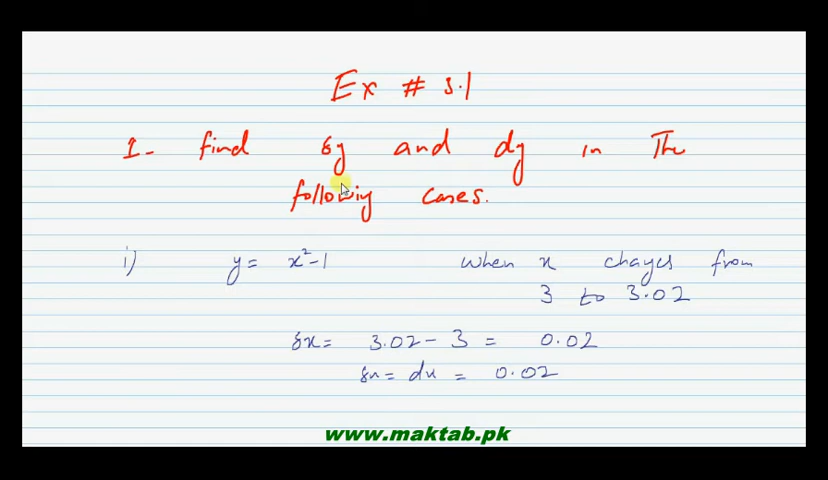 Ex # 3.1
1- find δy and dy in The
following cases.
i) y = x²-1 when x changes from
3 to 3.02
δx = 3.02 - 3 = 0.02
δx = dx = 0.02
www.maktab.pk